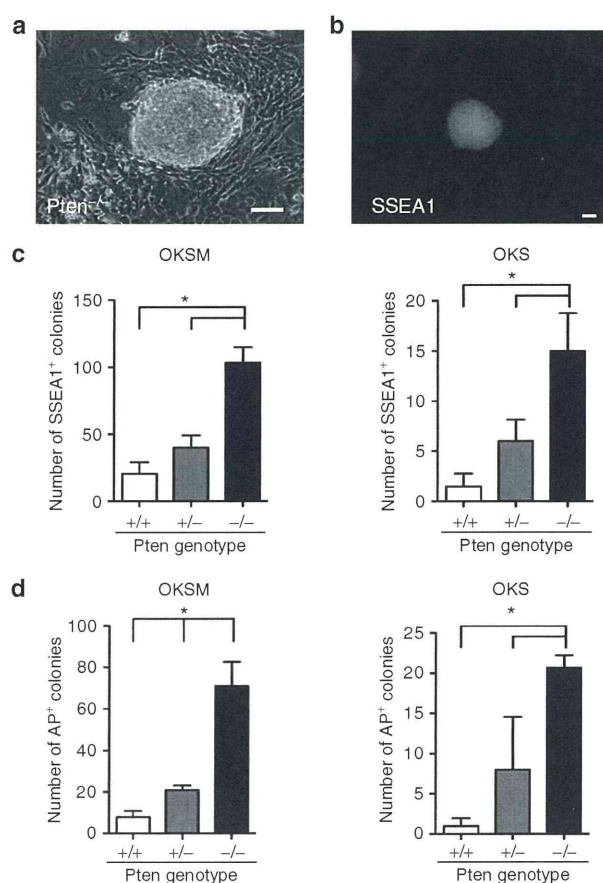 a
b
Pten–/–
SSEA1
c
OKSM
OKS
Number of SSEA1+ colonies
150
100
50
0
*
+/+ +/– –/–
Pten genotype
Number of SSEA1+ colonies
20
15
10
5
0
*
+/+ +/– –/–
Pten genotype
d
OKSM
OKS
Number of AP+ colonies
100
80
60
40
20
0
*
+/+ +/– –/–
Pten genotype
Number of AP+ colonies
25
20
15
10
5
0
*
+/+ +/– –/–
Pten genotype